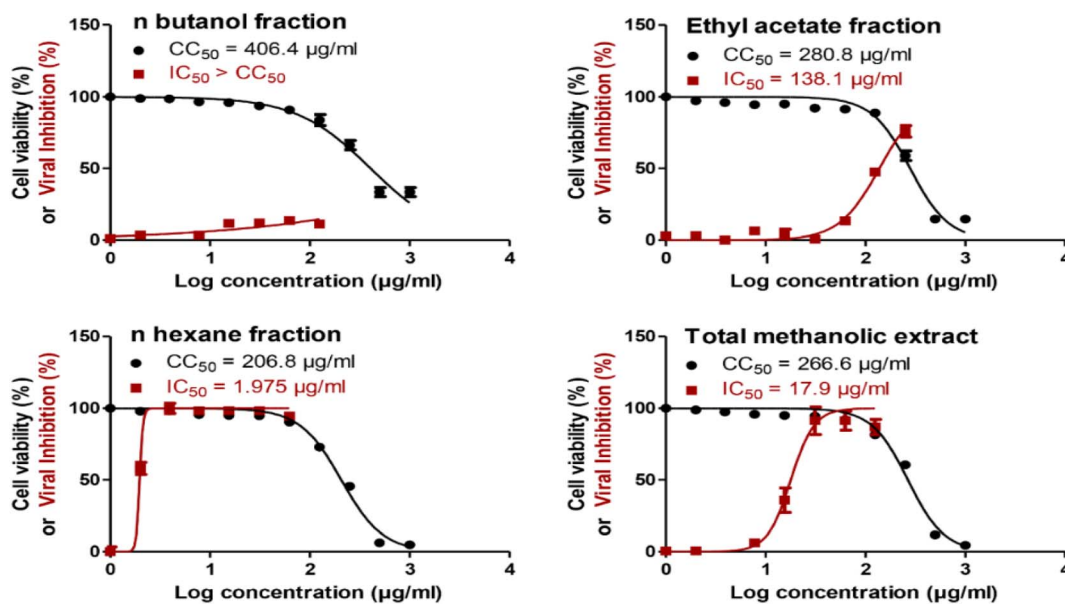 n butanol fraction
CC50 = 406.4 µg/ml
IC50 > CC50
Cell viability (%)
or Viral Inhibition (%)
150
100
50
0
0 1 2 3 4
Log concentration (µg/ml)
Ethyl acetate fraction
CC50 = 280.8 µg/ml
IC50 = 138.1 µg/ml
Cell viability (%)
or Viral Inhibition (%)
150
100
50
0
0 1 2 3 4
Log concentration (µg/ml)
n hexane fraction
CC50 = 206.8 µg/ml
IC50 = 1.975 µg/ml
Cell viability (%)
or Viral Inhibition (%)
150
100
50
0
0 1 2 3 4
Log concentration (µg/ml)
Total methanolic extract
CC50 = 266.6 µg/ml
IC50 = 17.9 µg/ml
Cell viability (%)
or Viral Inhibition (%)
150
100
50
0
0 1 2 3 4
Log concentration (µg/ml)